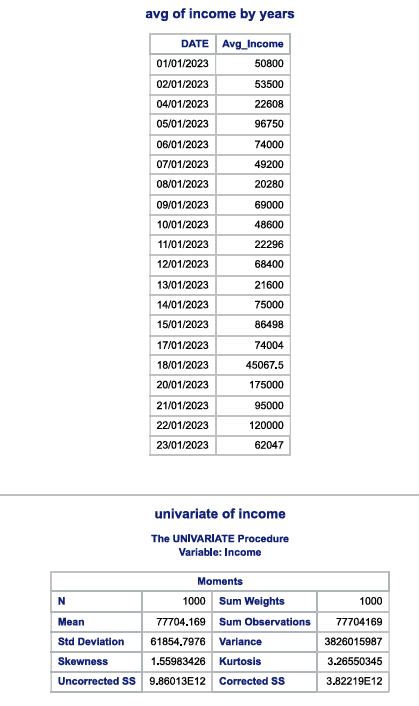 avg of income by years
DATE Avg_Income
01/01/2023 50800
02/01/2023 53500
04/01/2023 22608
05/01/2023 96750
06/01/2023 74000
07/01/2023 49200
08/01/2023 20280
09/01/2023 69000
10/01/2023 48600
11/01/2023 22296
12/01/2023 68400
13/01/2023 21600
14/01/2023 75000
15/01/2023 86498
17/01/2023 74004
18/01/2023 45067.5
20/01/2023 175000
21/01/2023 95000
22/01/2023 120000
23/01/2023 62047
univariate of income
The UNIVARIATE Procedure
Variable: Income
Moments
N 1000 Sum Weights 1000
Mean 77704.169 Sum Observations 77704169
Std Deviation 61854.7976 Variance 3826015987
Skewness 1.55983426 Kurtosis 3.26550345
Uncorrected SS 9.86013E12 Corrected SS 3.82219E12